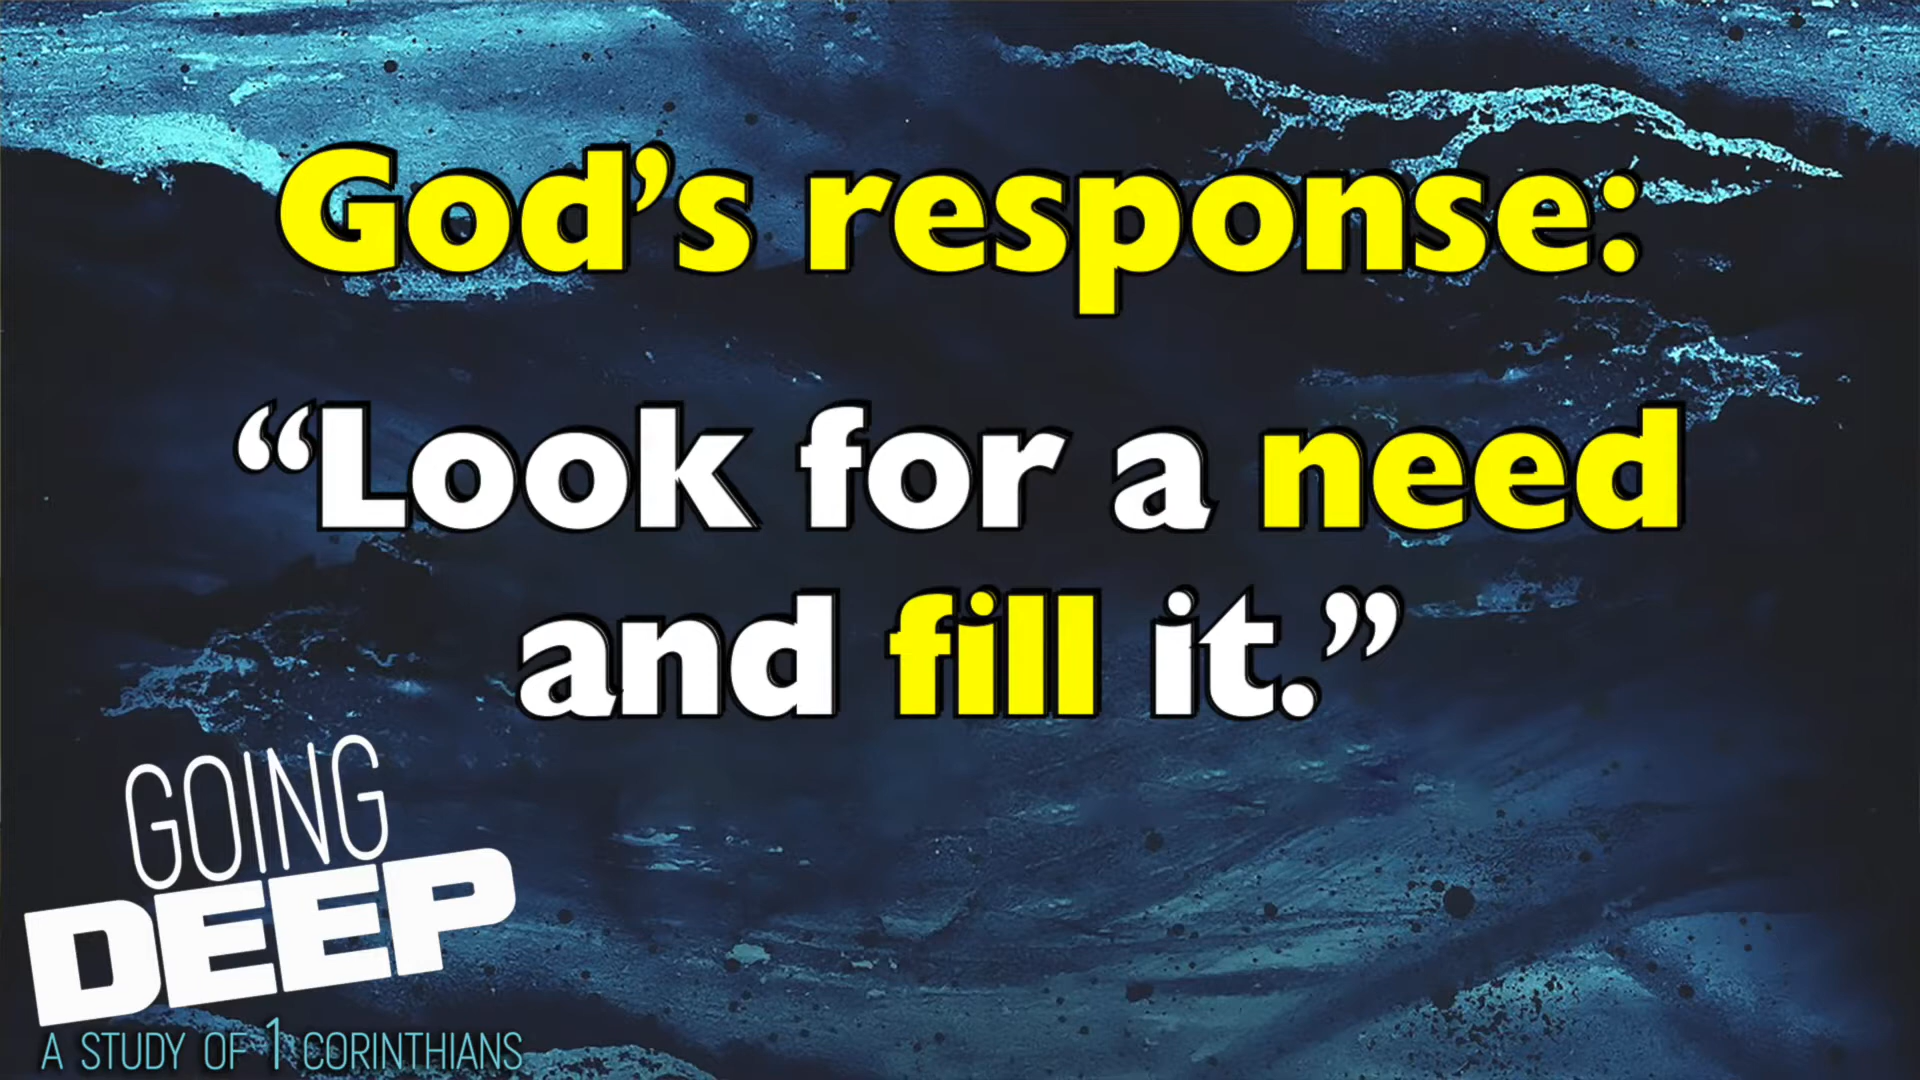 God’s response:
“Look for a need
and fill it.”
GOING
DEEP
A STUDY OF 1 CORINTHIANS